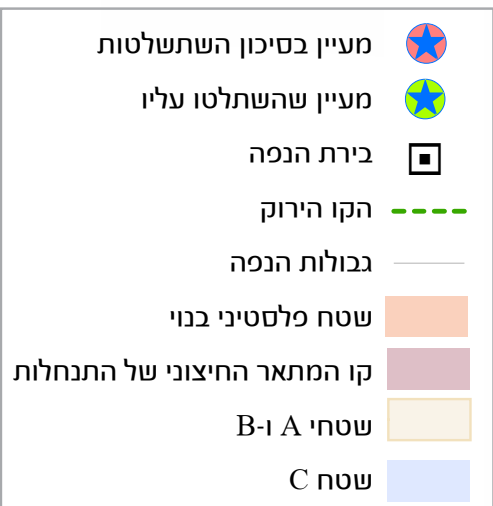 מעיין בסיכון השתשלטות
מעיין שהשתלטו עליו
בירת הנפה
הקו הירוק
גבולות הנפה
שטח פלסטיני בנוי
קו המתאר החיצוני של התנחלות
שטחי A ו-B
שטח C